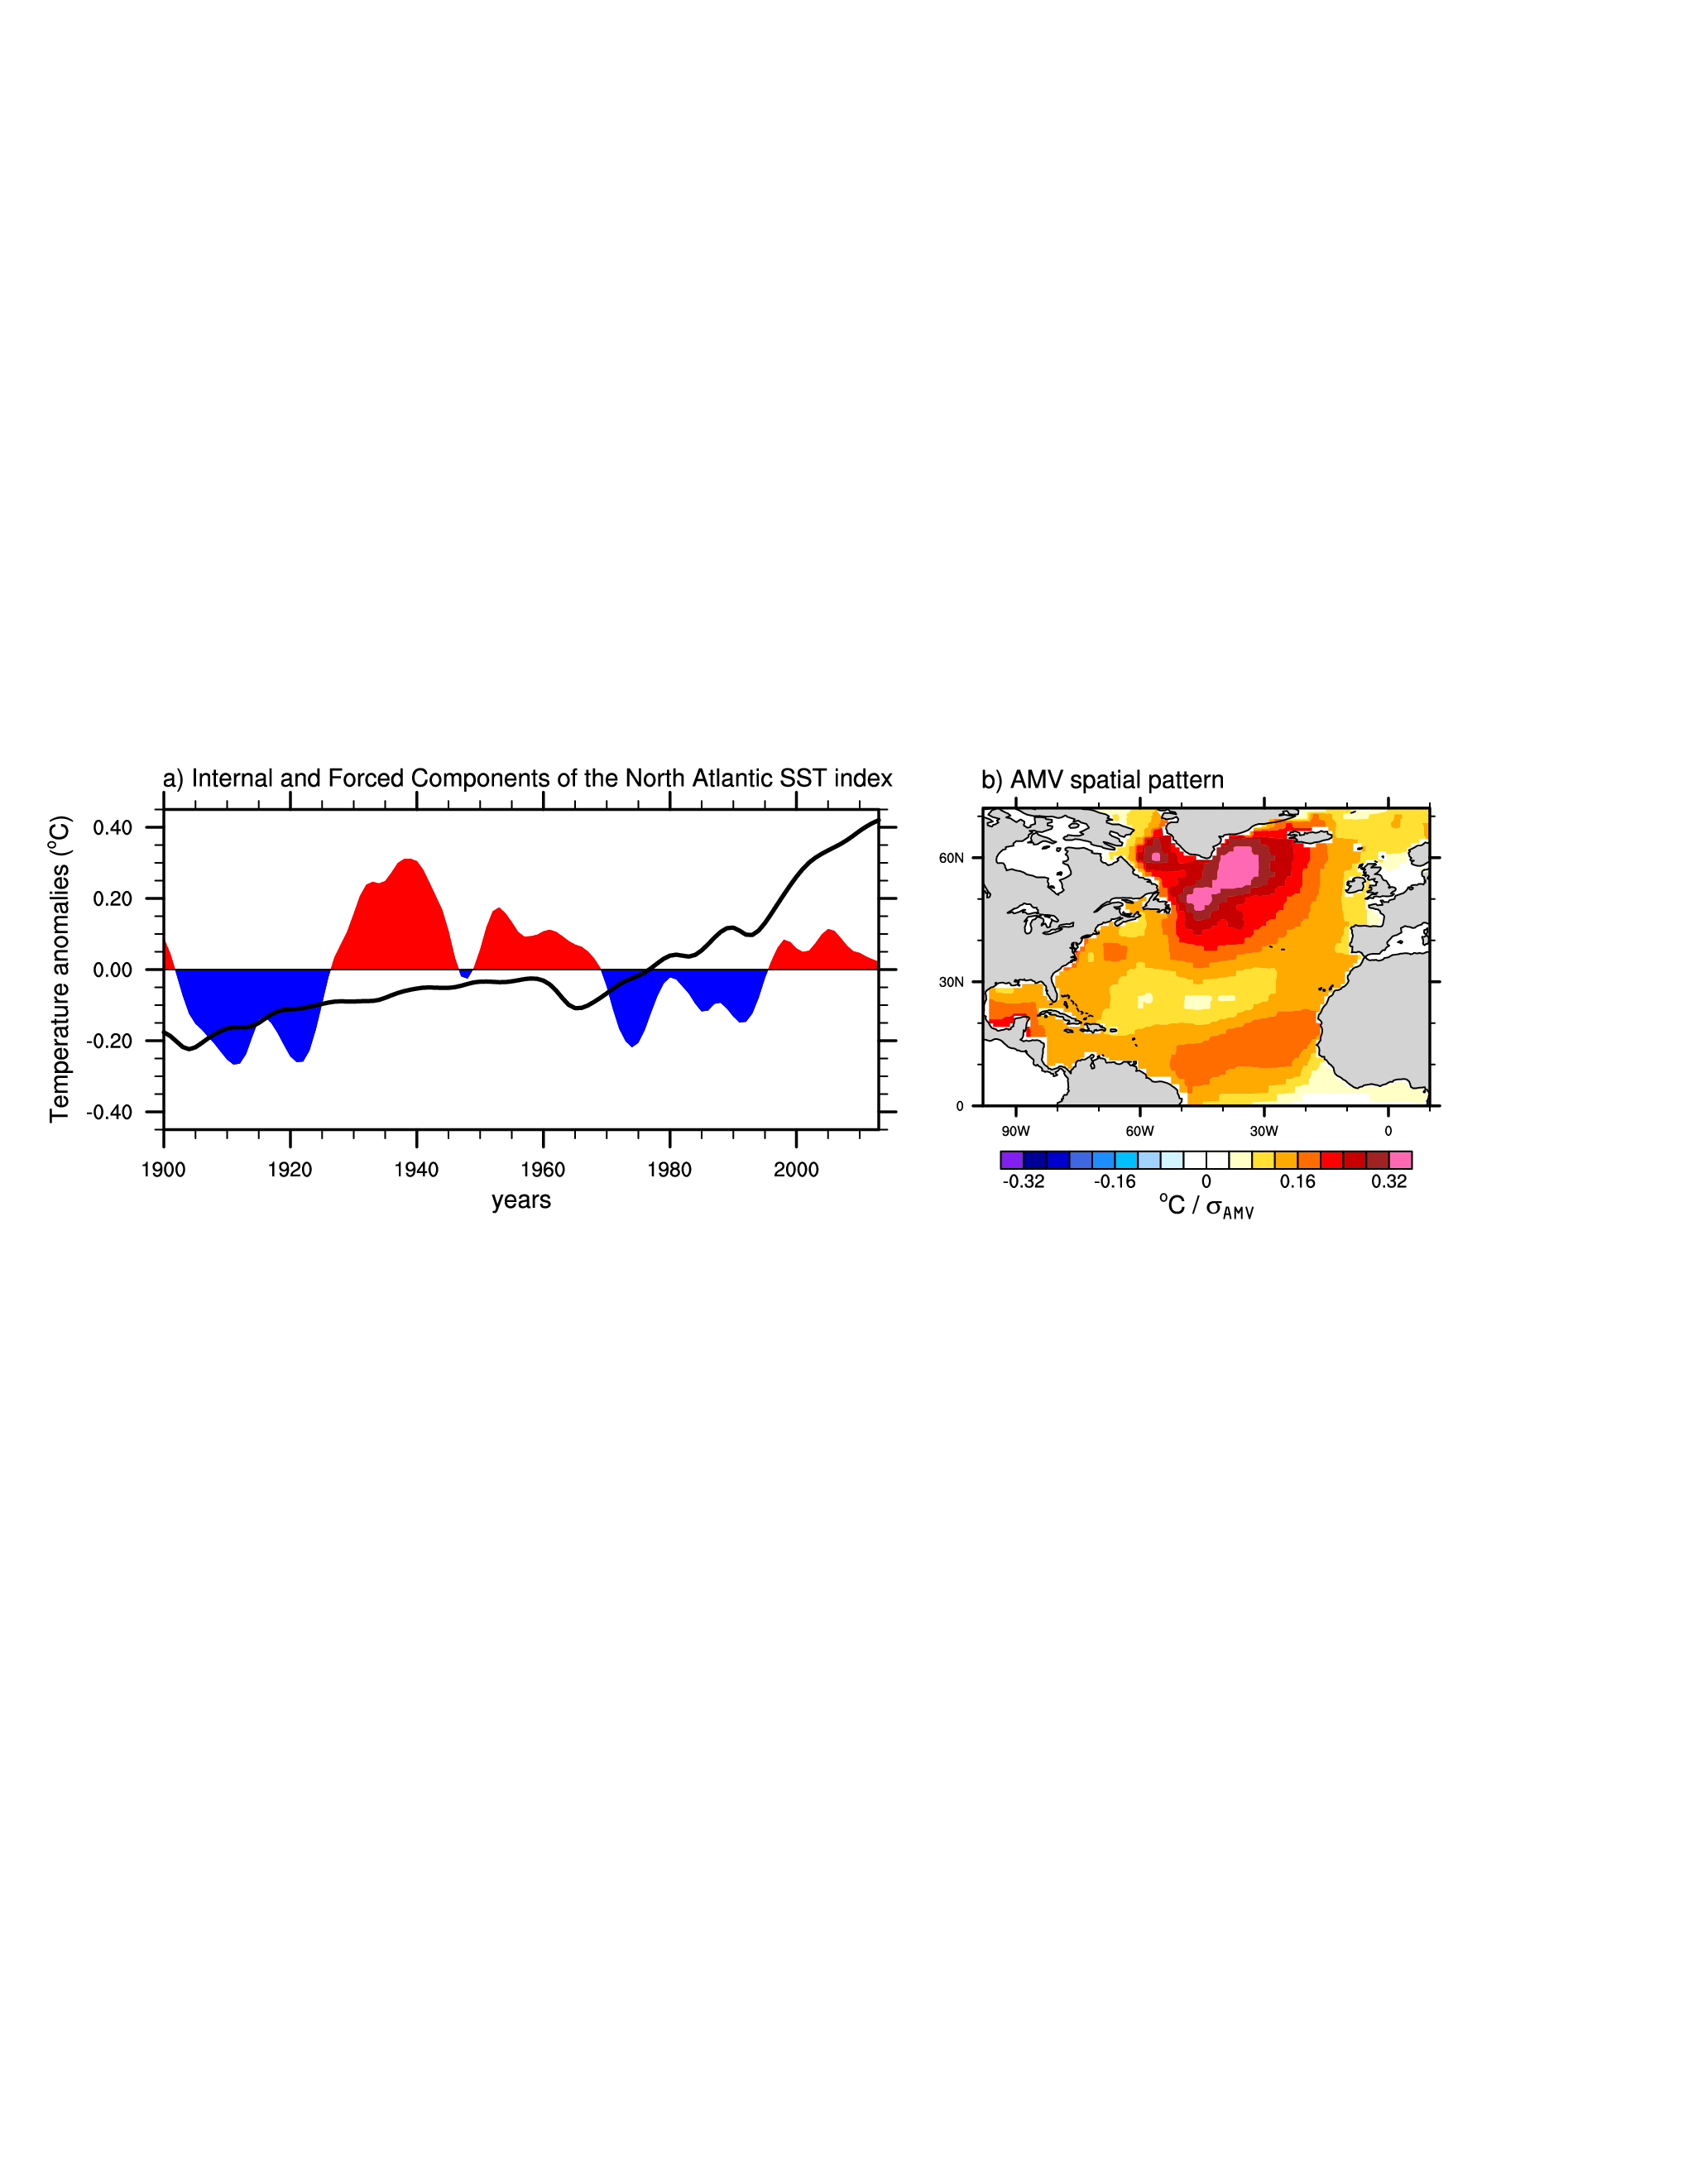 a) Internal and Forced Components of the North Atlantic SST index
Temperature anomalies (°C)
0.40
0.20
0.00
-0.20
-0.40
1900 1920 1940 1960 1980 2000
years
b) AMV spatial pattern
60N
30N
0
90W 60W 30W 0
-0.32 -0.16 0 0.16 0.32
°C / σAMV